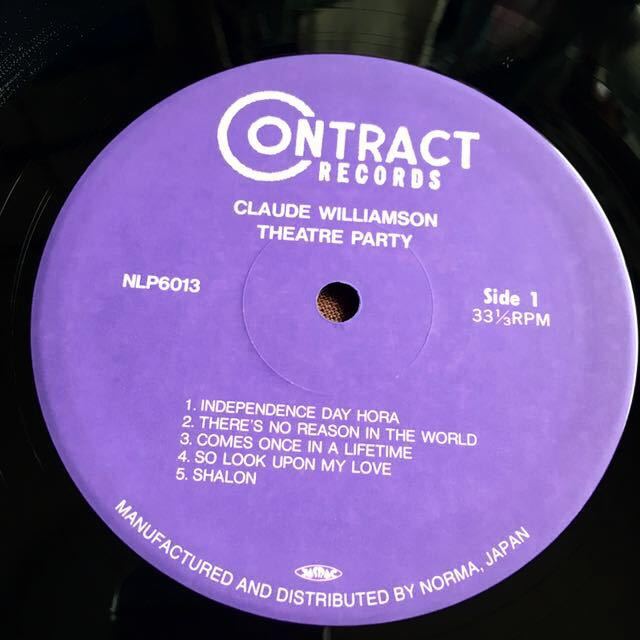 CONTRACT
RECORDS
CLAUDE WILLIAMSON
THEATRE PARTY
NLP6013
Side 1
33⅓RPM
1. INDEPENDENCE DAY HORA
2. THERE'S NO REASON IN THE WORLD
3. COMES ONCE IN A LIFETIME
4. SO LOOK UPON MY LOVE
5. SHALON
MANUFACTURED AND DISTRIBUTED BY NORMA, JAPAN